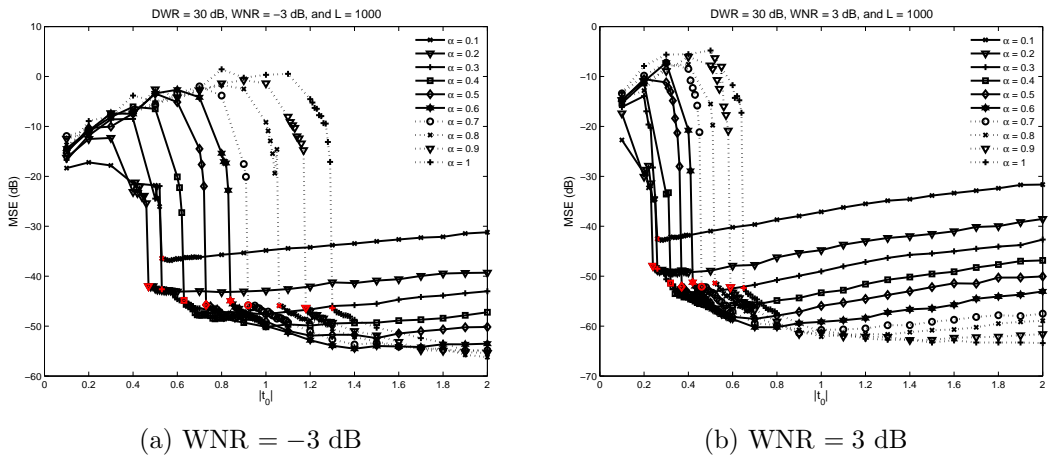 DWR = 30 dB, WNR = −3 dB, and L = 1000
MSE (dB)
10
0
−10
−20
−30
−40
−50
−60
0
0.2
0.4
0.6
0.8
1
1.2
1.4
1.6
1.8
2
|t₀|
α = 0.1
α = 0.2
α = 0.3
α = 0.4
α = 0.5
α = 0.6
α = 0.7
α = 0.8
α = 0.9
α = 1
(a) WNR = −3 dB
DWR = 30 dB, WNR = 3 dB, and L = 1000
MSE (dB)
10
0
−10
−20
−30
−40
−50
−60
−70
0
0.2
0.4
0.6
0.8
1
1.2
1.4
1.6
1.8
2
|t₀|
α = 0.1
α = 0.2
α = 0.3
α = 0.4
α = 0.5
α = 0.6
α = 0.7
α = 0.8
α = 0.9
α = 1
(b) WNR = 3 dB